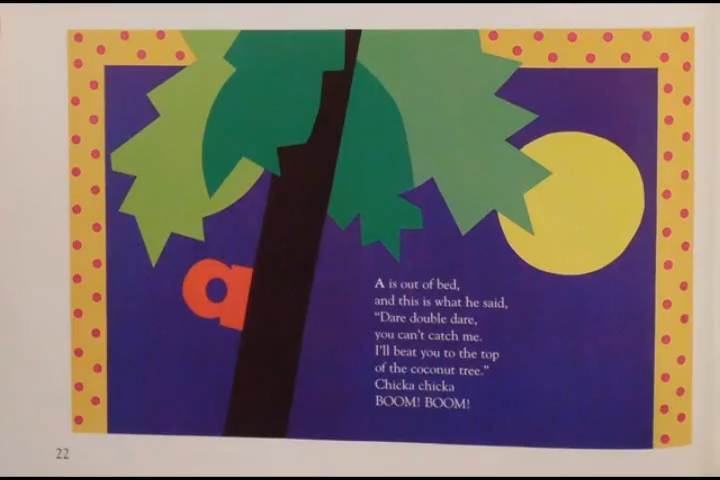 a
A is out of bed,
and this is what he said,
"Dare double dare,
you can't catch me.
I'll beat you to the top
of the coconut tree."
Chicka chicka
BOOM! BOOM!
22